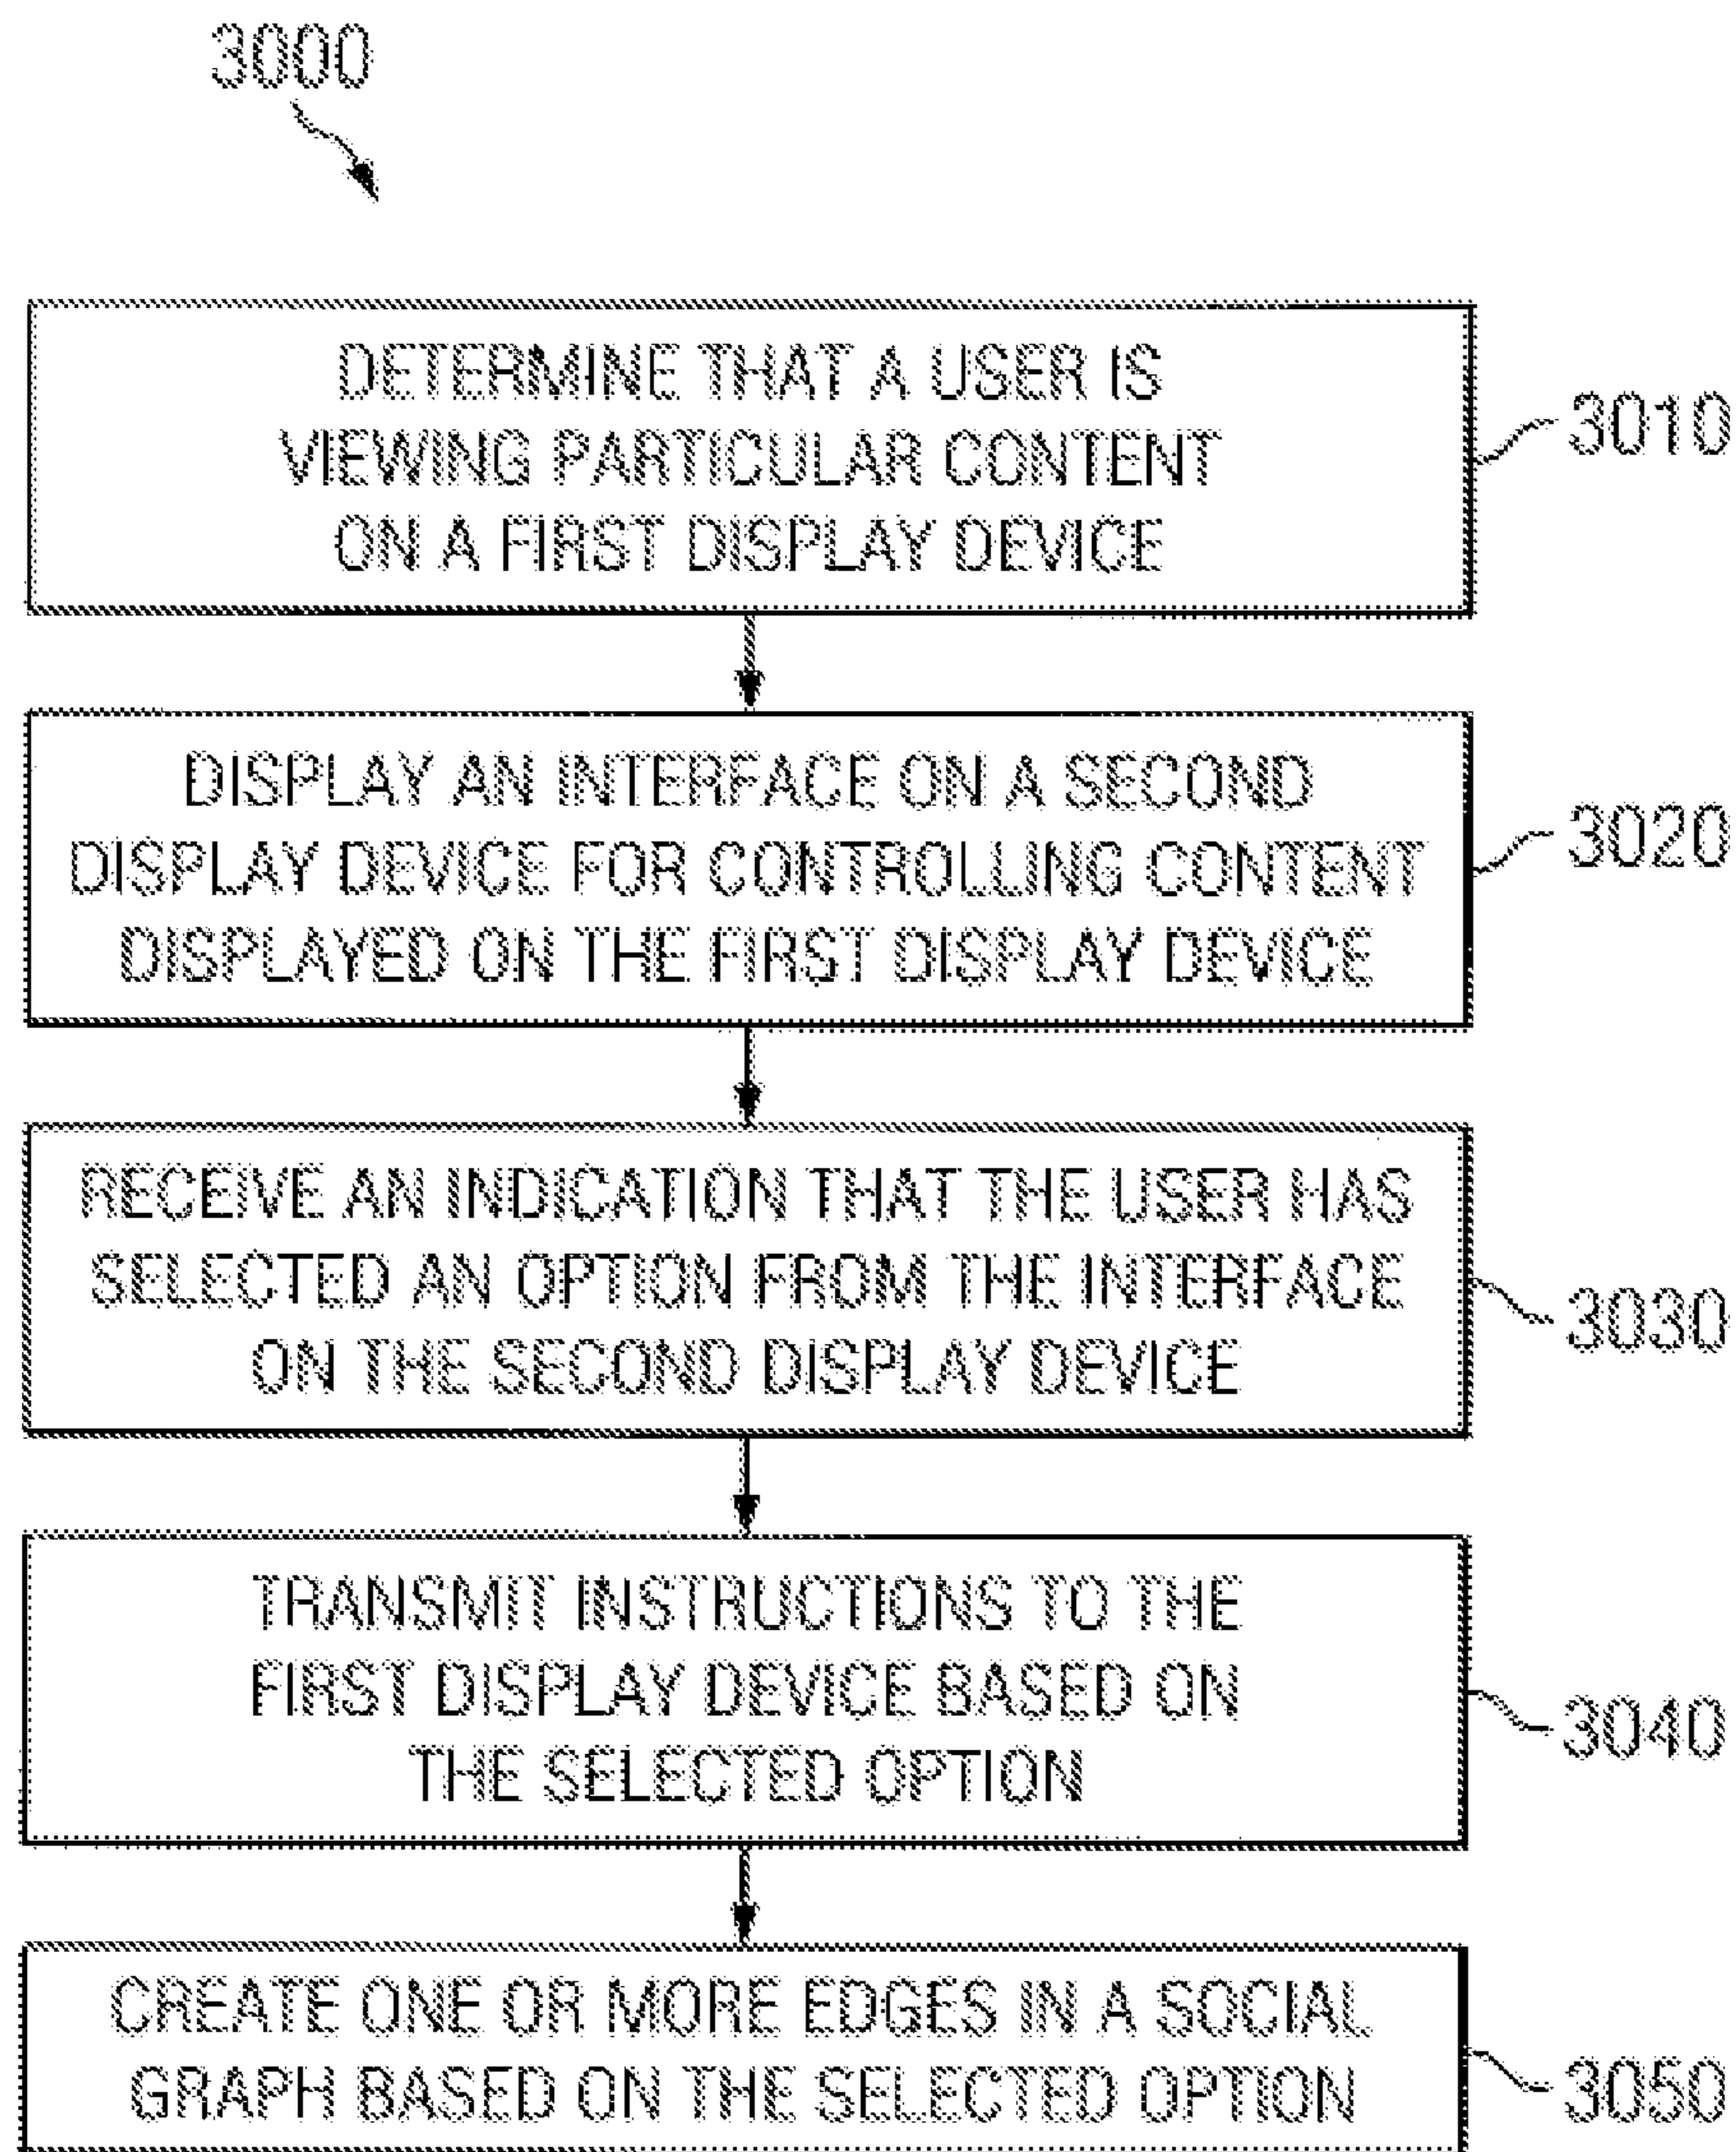 3000
DETERMINE THAT A USER IS
VIEWING PARTICULAR CONTENT
ON A FIRST DISPLAY DEVICE
3010
DISPLAY AN INTERFACE ON A SECOND
DISPLAY DEVICE FOR CONTROLLING CONTENT
DISPLAYED ON THE FIRST DISPLAY DEVICE
3020
RECEIVE AN INDICATION THAT THE USER HAS
SELECTED AN OPTION FROM THE INTERFACE
ON THE SECOND DISPLAY DEVICE
3030
TRANSMIT INSTRUCTIONS TO THE
FIRST DISPLAY DEVICE BASED ON
THE SELECTED OPTION
3040
CREATE ONE OR MORE EDGES IN A SOCIAL
GRAPH BASED ON THE SELECTED OPTION
3050